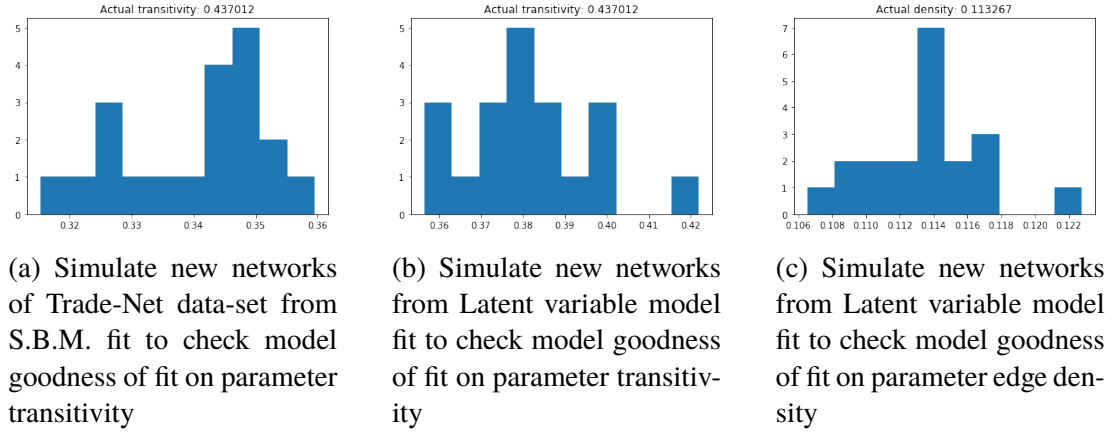 Actual transitivity: 0.437012
5
4
3
2
1
0
0.32 0.33 0.34 0.35 0.36
(a) Simulate new networks
of Trade-Net data-set from
S.B.M. fit to check model
goodness of fit on parameter
transitivity
Actual transitivity: 0.437012
5
4
3
2
1
0
0.36 0.37 0.38 0.39 0.40 0.41 0.42
(b) Simulate new networks
from Latent variable model
fit to check model goodness
of fit on parameter transitiv-
ity
Actual density: 0.113267
7
6
5
4
3
2
1
0
0.106 0.108 0.110 0.112 0.114 0.116 0.118 0.120 0.122
(c) Simulate new networks
from Latent variable model
fit to check model goodness
of fit on parameter edge den-
sity